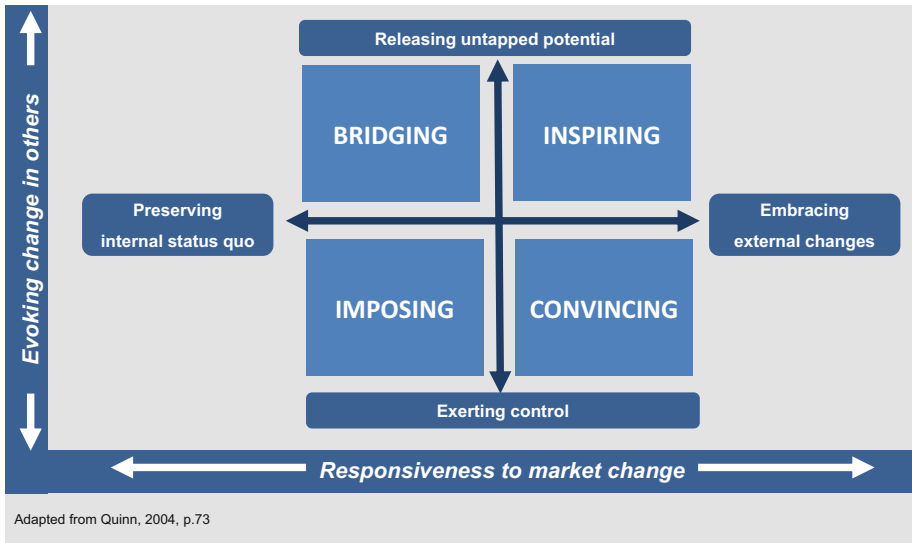 Releasing untapped potential
Evoking change in others
BRIDGING
INSPIRING
Preserving
internal status quo
Embracing
external changes
IMPOSING
CONVINCING
Exerting control
Responsiveness to market change
Adapted from Quinn, 2004, p.73